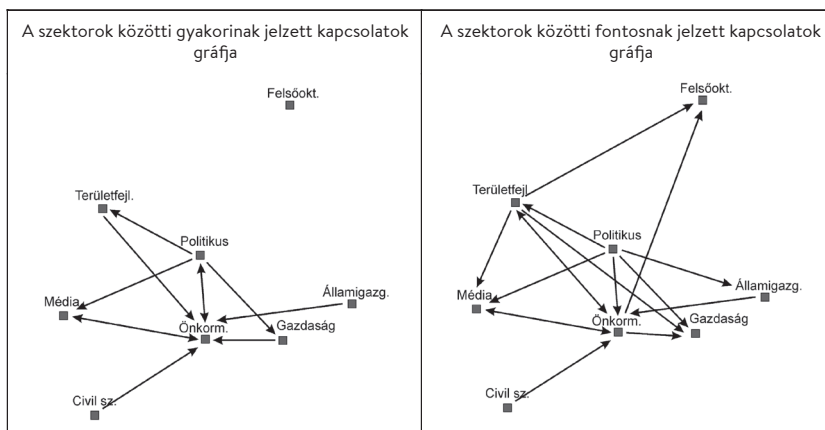 A szektorok közötti gyakorinak jelzett kapcsolatok
gráfja
Felsőokt.
Területfejl.
Politikus
Államigazg.
Média
Önkorm.
Gazdaság
Civil sz.
A szektorok közötti fontosnak jelzett kapcsolatok
gráfja
Felsőokt.
Területfejl.
Politikus
Államigazg.
Média
Önkorm.
Gazdaság
Civil sz.